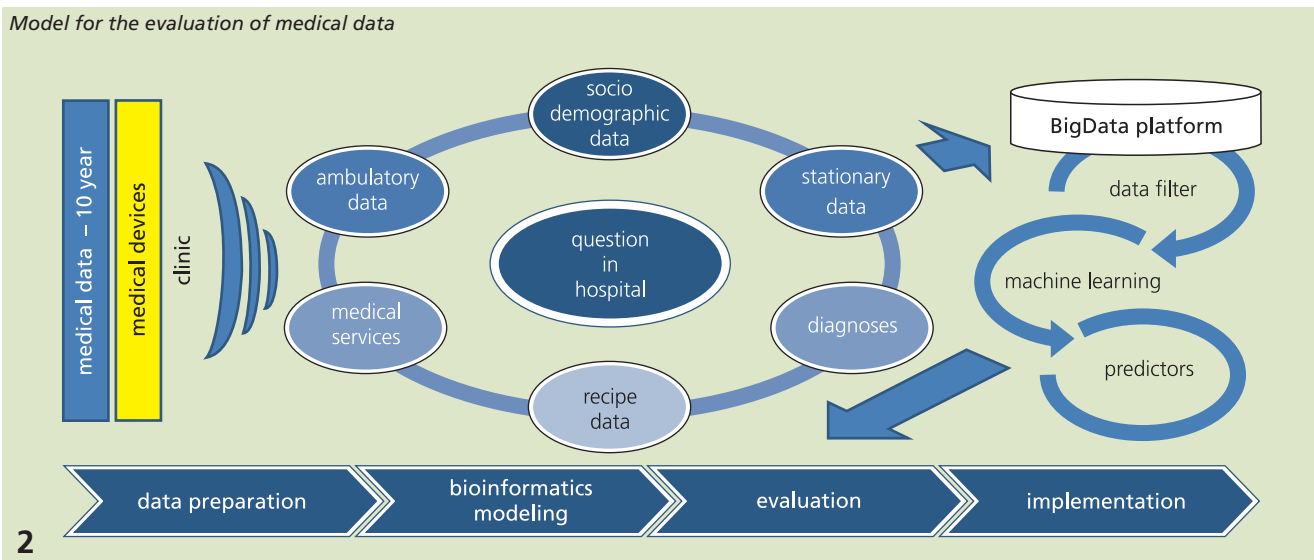 Model for the evaluation of medical data
medical data – 10 year
medical devices
clinic
socio
demographic
data
ambulatory
data
stationary
data
question
in
hospital
medical
services
diagnoses
recipe
data
BigData platform
data filter
machine learning
predictors
data preparation
bioinformatics
modeling
evaluation
implementation
2